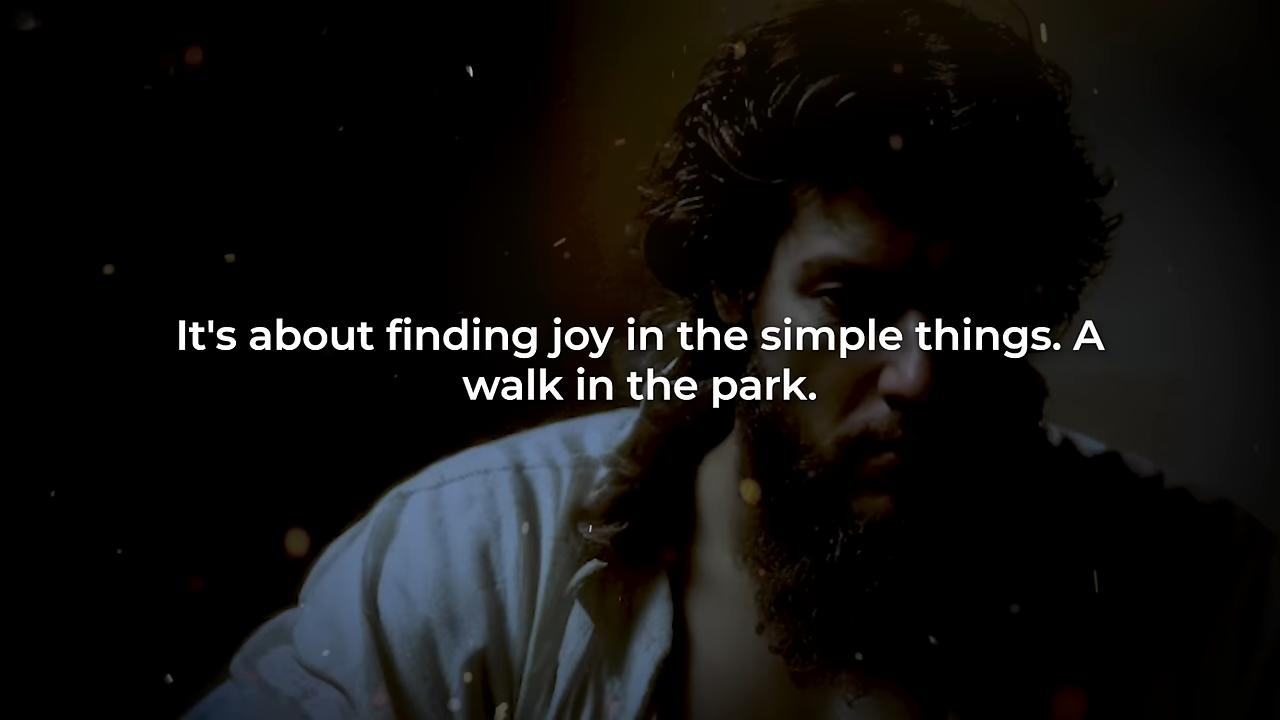 It's about finding joy in the simple things. A
walk in the park.